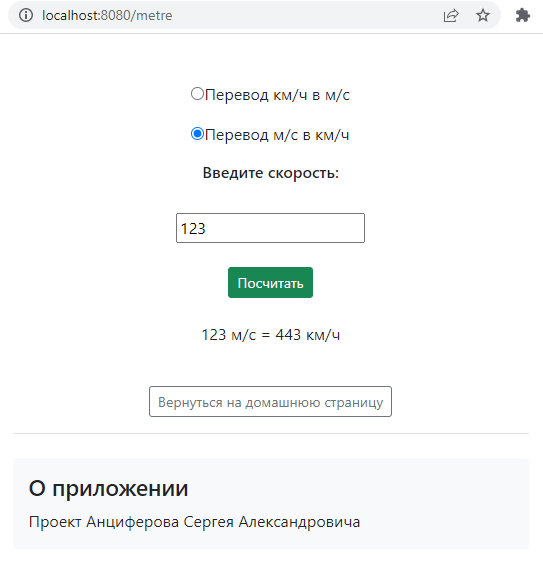 localhost:8080/metre
Перевод км/ч в м/с
Перевод м/с в км/ч
Введите скорость:
123
Посчитать
123 м/с = 443 км/ч
Вернуться на домашнюю страницу
О приложении
Проект Анциферова Сергея Александровича